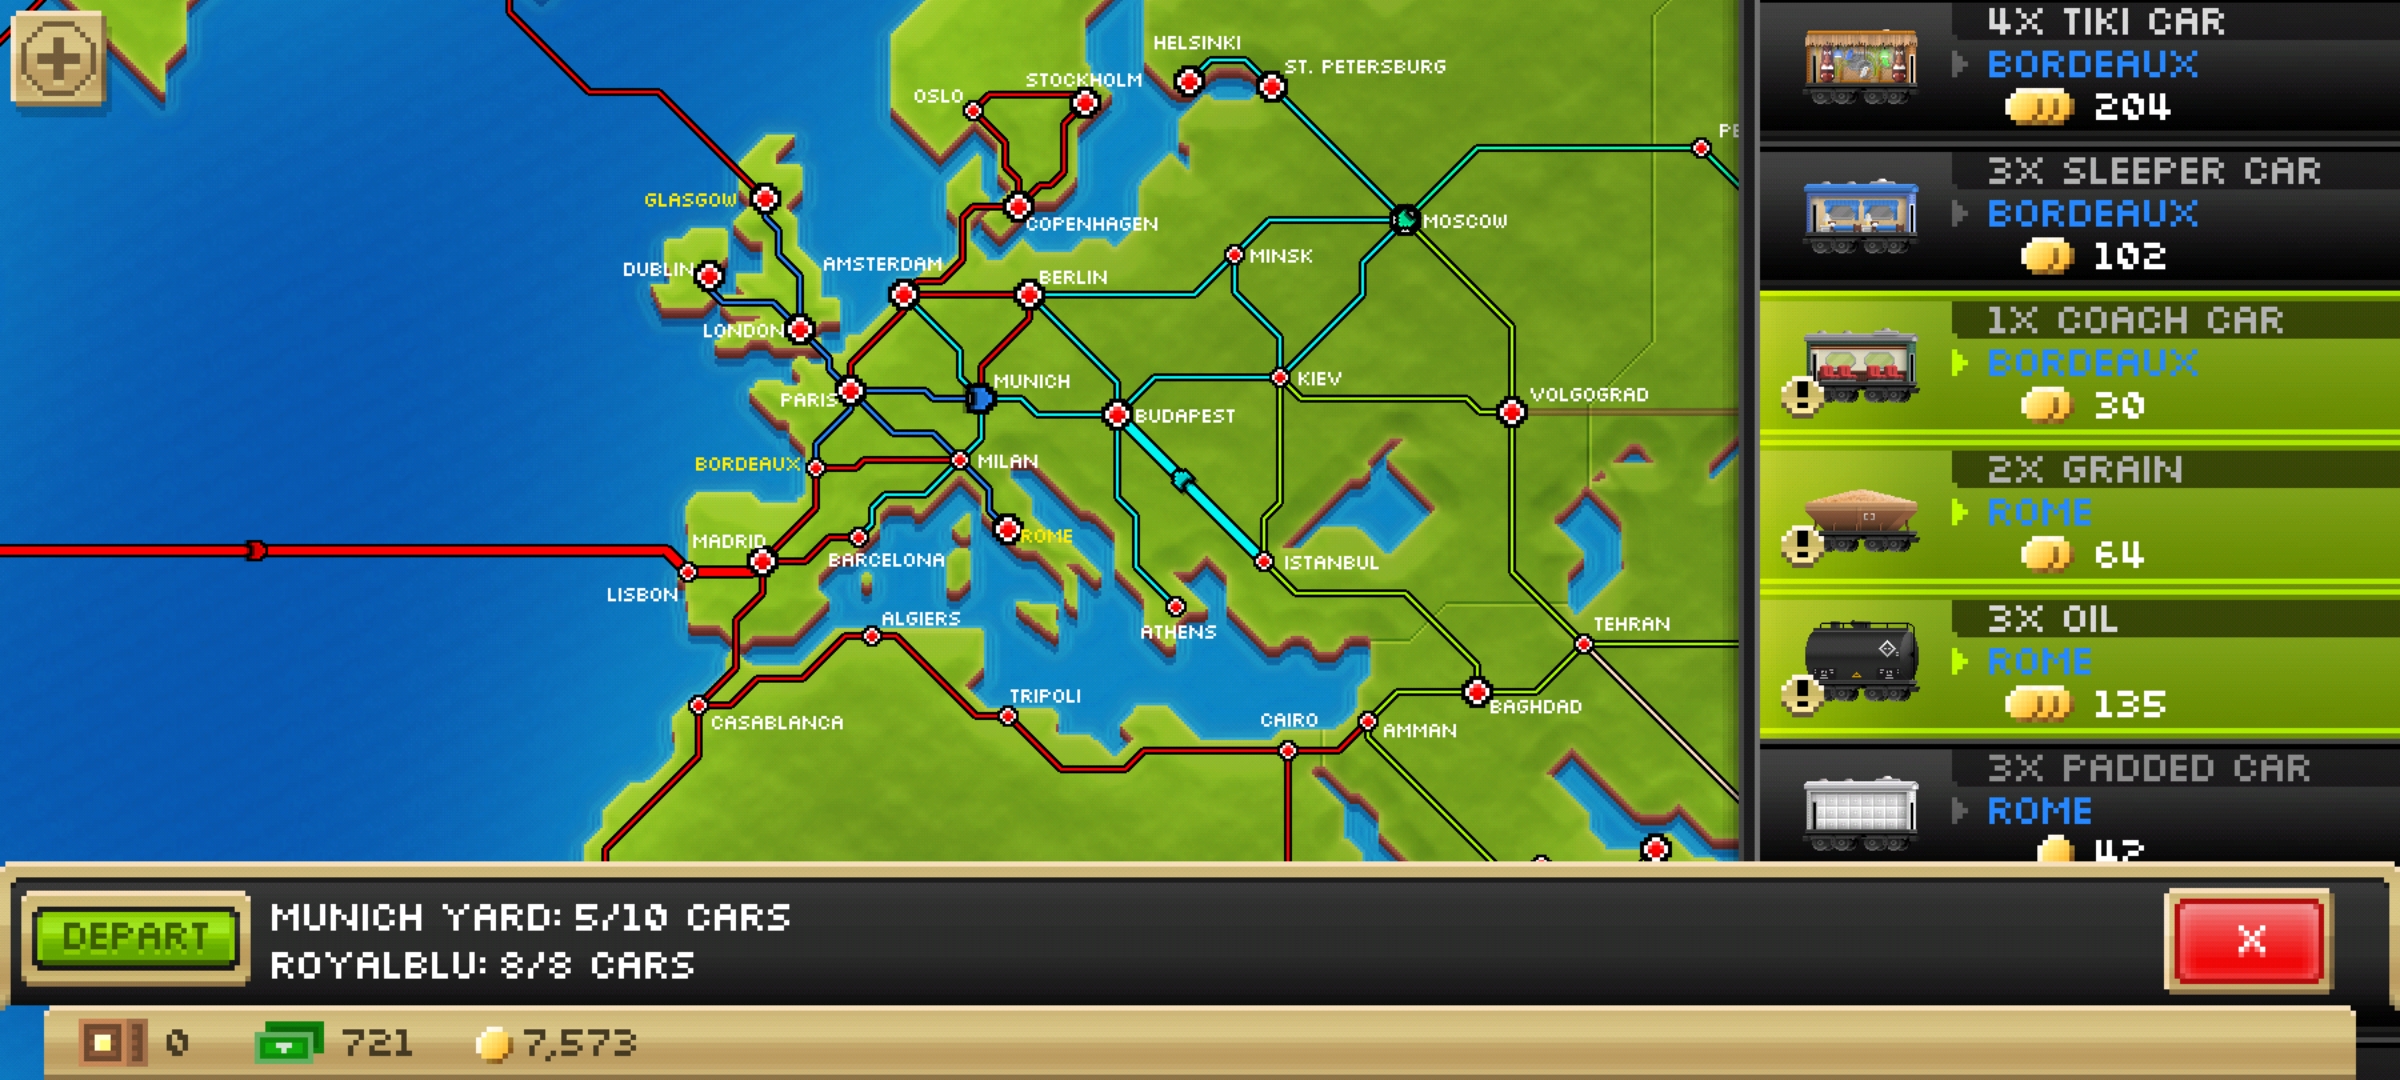 HELSINKI
ST. PETERSBURG
STOCKHOLM
OSLO
PE
GLASGOW
COPENHAGEN
MOSCOW
MINSK
DUBLIN
AMSTERDAM
BERLIN
LONDON
MUNICH
KIEV
PARIS
VOLGOGRAD
BUDAPEST
BORDEAUX
MILAN
MADRID
ROME
BARCELONA
ISTANBUL
LISBON
ALGIERS
ATHENS
TEHRAN
TRIPOLI
CASABLANCA
CAIRO
BAGHDAD
AMMAN
4X TIKI CAR
BORDEAUX
204
3X SLEEPER CAR
BORDEAUX
102
1X COACH CAR
BORDEAUX
30
2X GRAIN
ROME
64
3X OIL
ROME
135
3X PADDED CAR
ROME
42
DEPART
MUNICH YARD: 5/10 CARS
ROYALBLU: 8/8 CARS
X
0
721
7,573